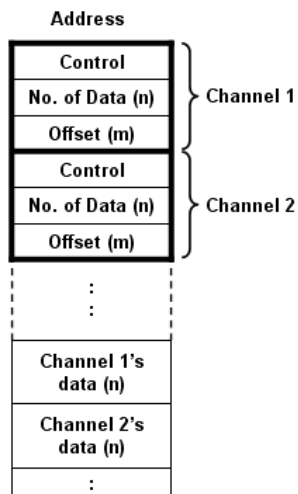 Address
Control
No. of Data (n)
Offset (m)
Channel 1
Control
No. of Data (n)
Offset (m)
Channel 2
:
:
Channel 1's
data (n)
Channel 2's
data (n)
: